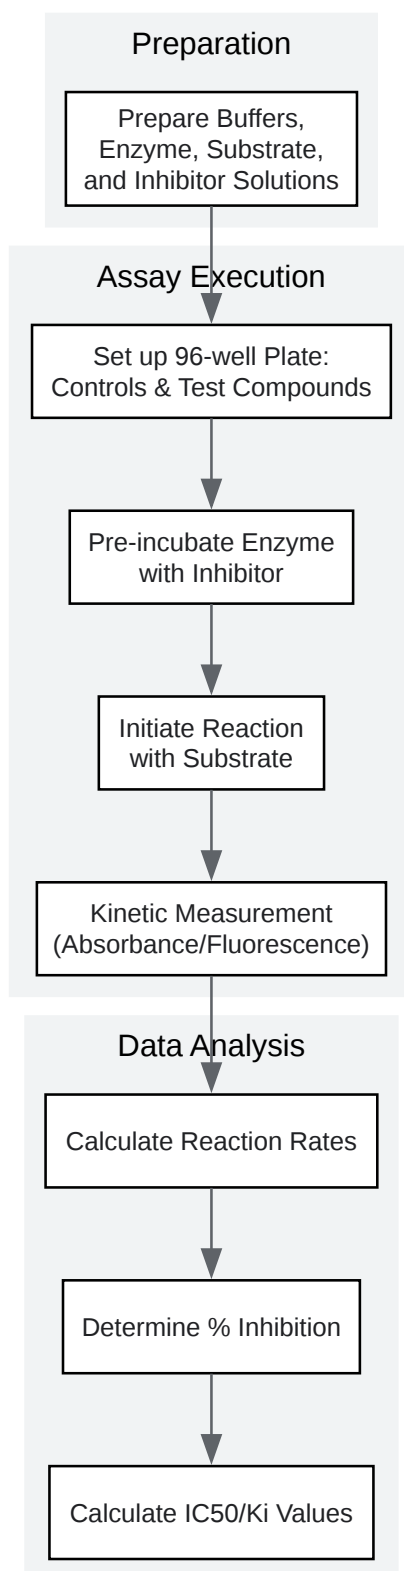 Preparation
Prepare Buffers,
Enzyme, Substrate,
and Inhibitor Solutions
Assay Execution
Set up 96-well Plate:
Controls & Test Compounds
Pre-incubate Enzyme
with Inhibitor
Initiate Reaction
with Substrate
Kinetic Measurement
(Absorbance/Fluorescence)
Data Analysis
Calculate Reaction Rates
Determine % Inhibition
Calculate IC50/Ki Values